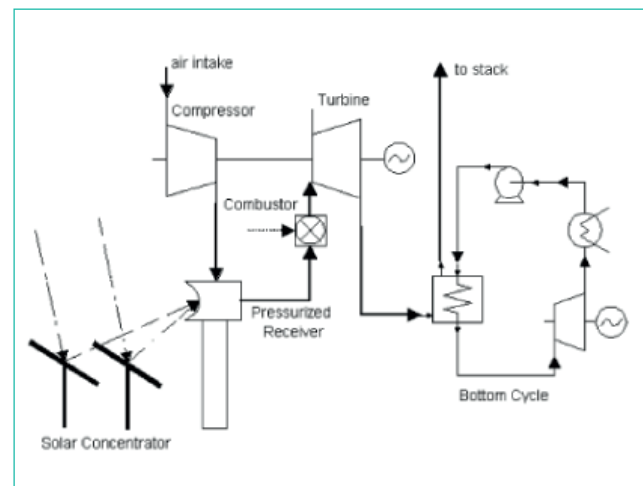 air intake
Compressor
Turbine
to stack
Combustor
Pressurized
Receiver
Bottom Cycle
Solar Concentrator